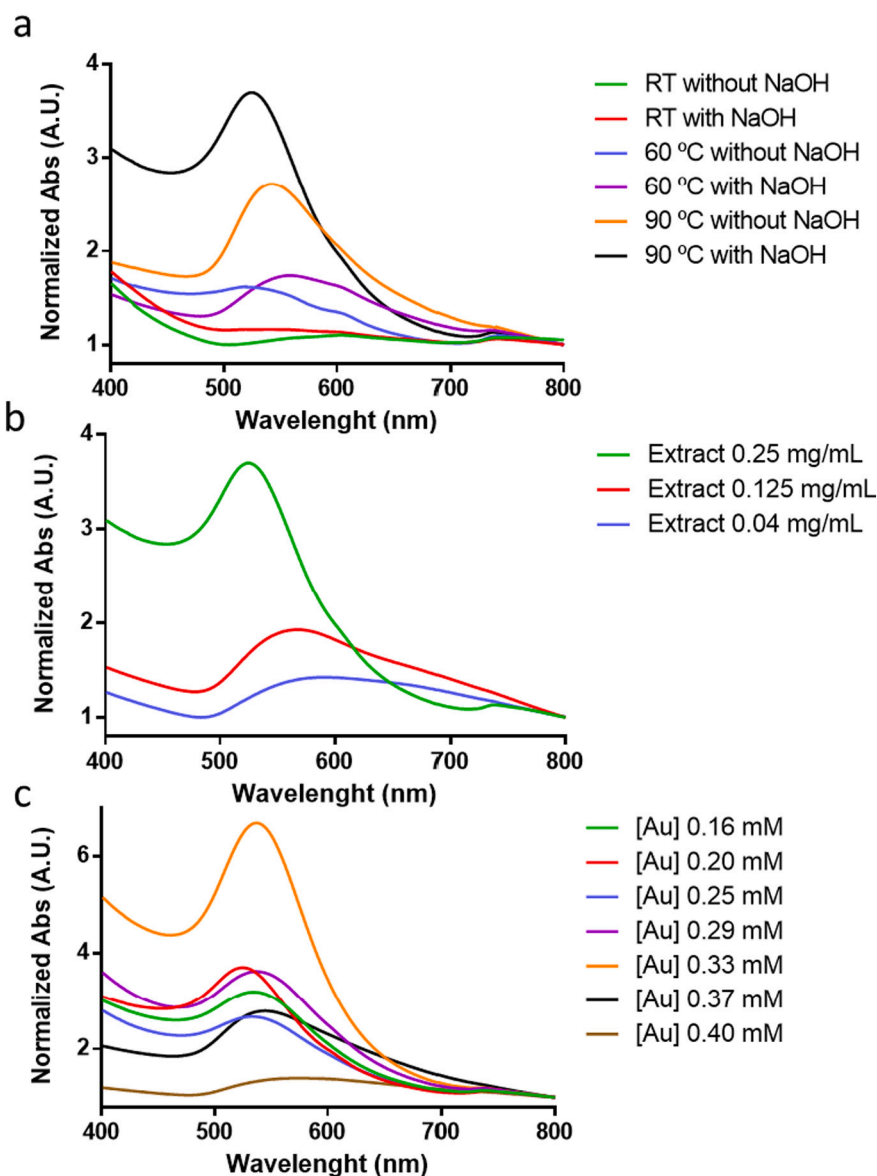 a
Normalized Abs (A.U.)
4
3
2
1
400 500 600 700 800
Wavelenght (nm)
RT without NaOH
RT with NaOH
60 ºC without NaOH
60 ºC with NaOH
90 ºC without NaOH
90 ºC with NaOH
b
Normalized Abs (A.U.)
4
3
2
1
400 500 600 700 800
Wavelenght (nm)
Extract 0.25 mg/mL
Extract 0.125 mg/mL
Extract 0.04 mg/mL
c
Normalized Abs (A.U.)
6
4
2
400 500 600 700 800
Wavelenght (nm)
[Au] 0.16 mM
[Au] 0.20 mM
[Au] 0.25 mM
[Au] 0.29 mM
[Au] 0.33 mM
[Au] 0.37 mM
[Au] 0.40 mM